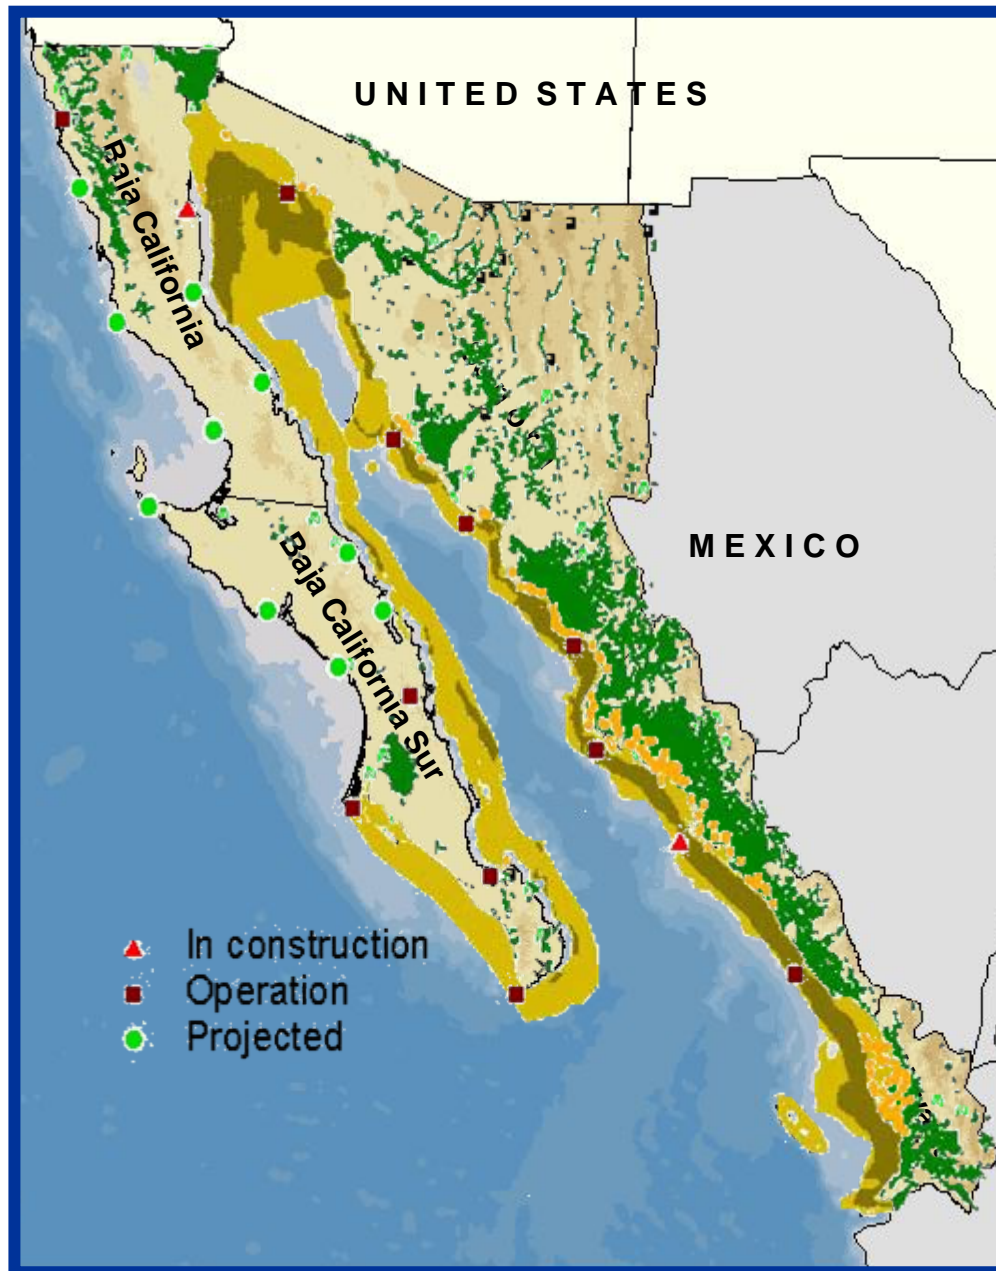 UNITED STATES
Baja California
MEXICO
Baja California Sur
In construction
Operation
Projected